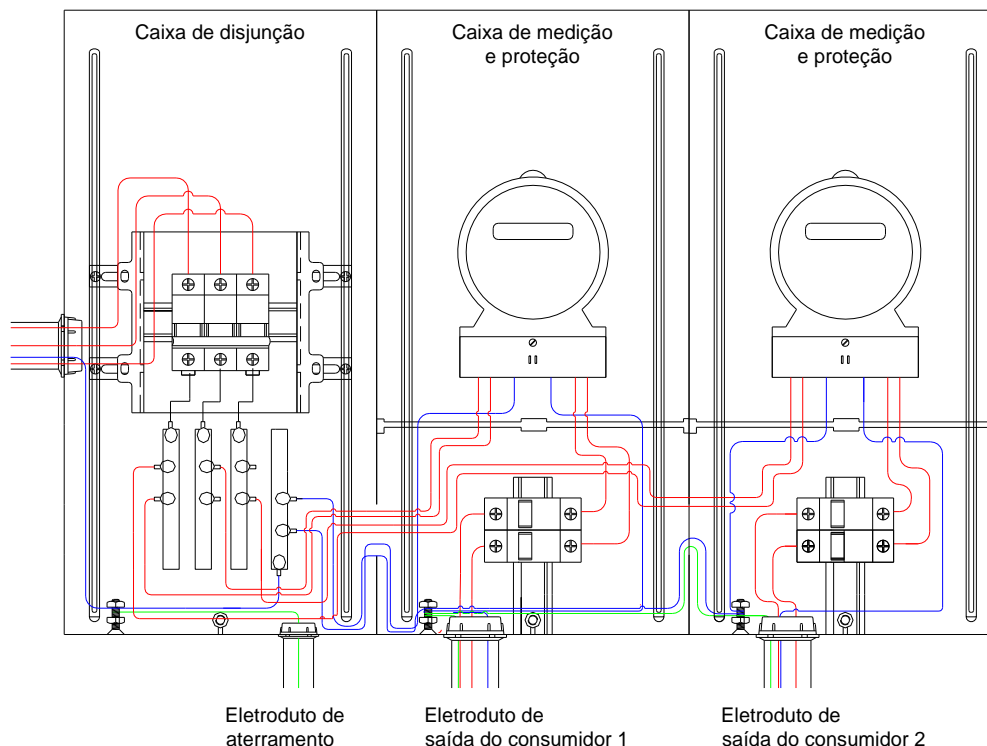 Caixa de disjunção
Caixa de medição
e proteção
Caixa de medição
e proteção
Eletroduto de
aterramento
Eletroduto de
saída do consumidor 1
Eletroduto de
saída do consumidor 2